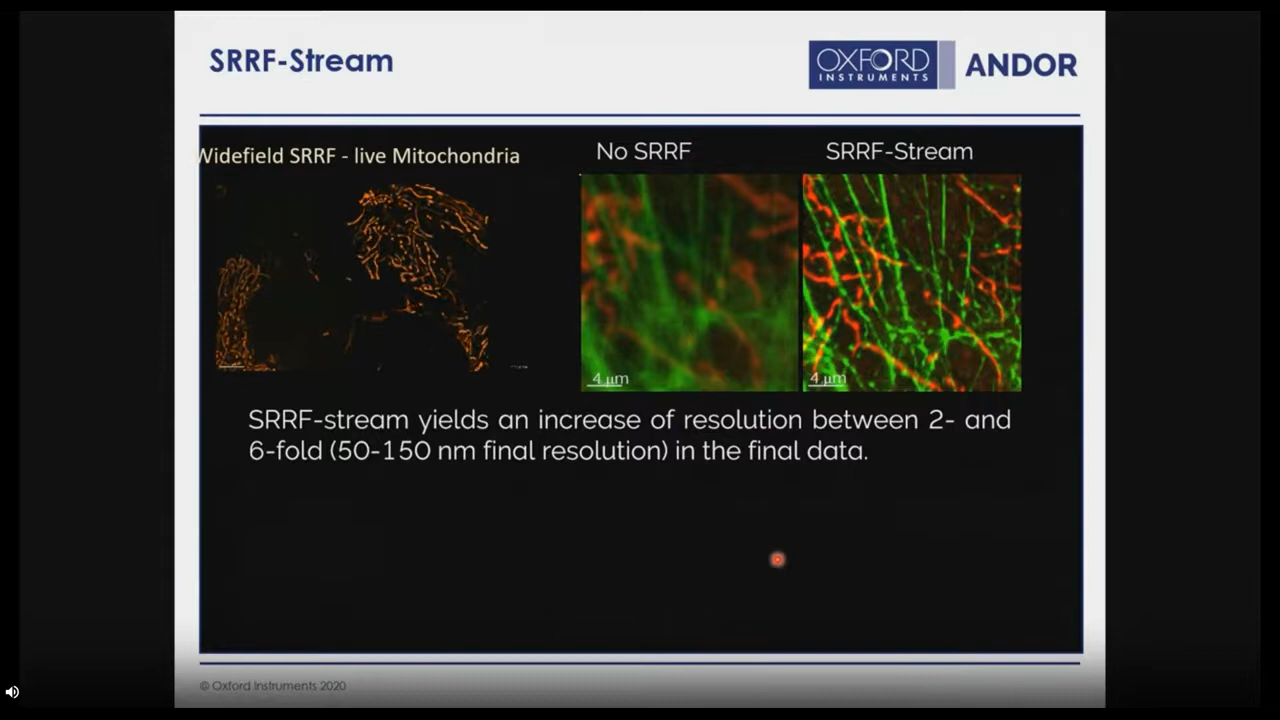 SRRF-Stream
OXFORD
INSTRUMENTS
ANDOR
Widefield SRRF - live Mitochondria
No SRRF
SRRF-Stream
4 µm
4 µm
SRRF-stream yields an increase of resolution between 2- and
6-fold (50-150 nm final resolution) in the final data.
© Oxford Instruments 2020